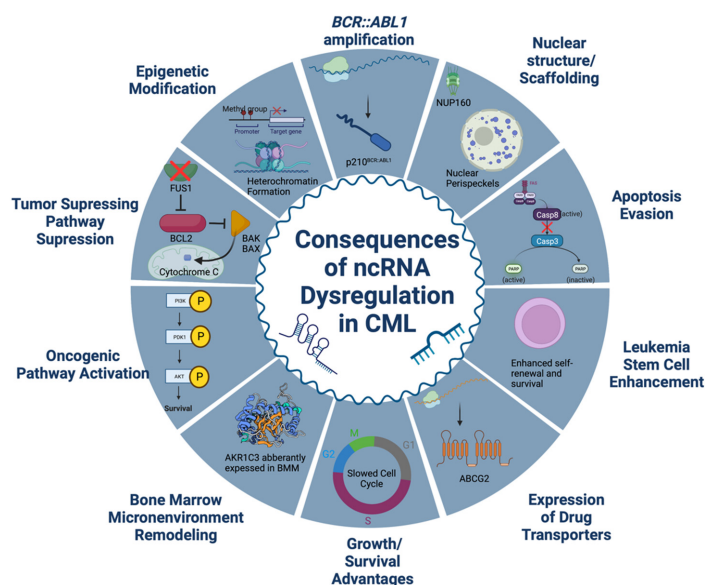 BCR::ABL1
amplification
p210BCR::ABL1
Nuclear
structure/
Scaffolding
NUP160
Nuclear
Perispeckels
Apoptosis
Evasion
FAS
Casp8
(active)
Casp3
PARP
(active)
PARP
(inactive)
Leukemia
Stem Cell
Enhancement
Enhanced self-
renewal and
survival
Expression
of Drug
Transporters
ABCG2
Growth/
Survival
Advantages
M
G1
G2
S
Slowed Cell
Cycle
Bone Marrow
Micronenvironment
Remodeling
AKR1C3 abberantly
expessed in BMM
Oncogenic
Pathway Activation
PI3K
P
PDK1
P
AKT
P
Survival
Tumor Supressing
Pathway
Supression
FUS1
BCL2
BAK
BAX
Cytochrome C
Epigenetic
Modification
Methyl group
Promoter
Target gene
Heterochromatin
Formation
Consequences
of ncRNA
Dysregulation
in CML